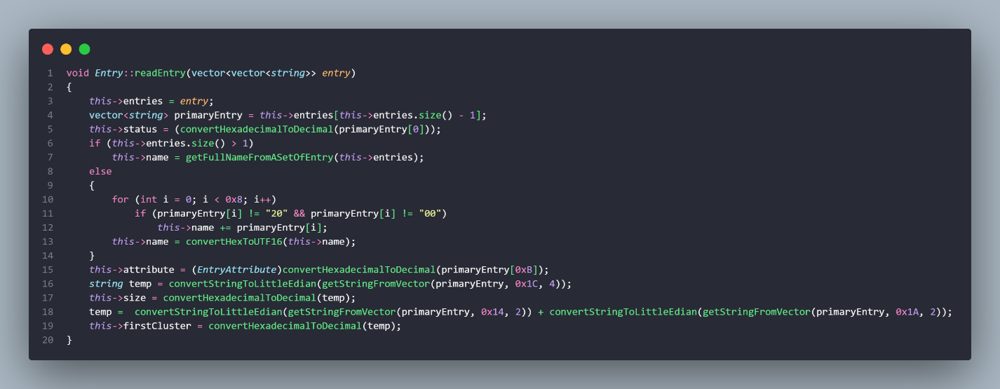 1 void Entry::readEntry(vector<vector<string>> entry)
2 {
3     this->entries = entry;
4     vector<string> primaryEntry = this->entries[this->entries.size() - 1];
5     this->status = (convertHexadecimalToDecimal(primaryEntry[0]));
6     if (this->entries.size() > 1)
7         this->name = getFullNameFromASetOfEntry(this->entries);
8     else
9     {
10         for (int i = 0; i < 0x8; i++)
11             if (primaryEntry[i] != "20" && primaryEntry[i] != "00")
12                 this->name += primaryEntry[i];
13         this->name = convertHexToUTF16(this->name);
14     }
15     this->attribute = (EntryAttribute)convertHexadecimalToDecimal(primaryEntry[0xB]);
16     string temp = convertStringToLittleEdian(getStringFromVector(primaryEntry, 0x1C, 4));
17     this->size = convertHexadecimalToDecimal(temp);
18     temp =  convertStringToLittleEdian(getStringFromVector(primaryEntry, 0x14, 2)) + convertStringToLittleEdian(getStringFromVector(primaryEntry, 0x1A, 2));
19     this->firstCluster = convertHexadecimalToDecimal(temp);
20 }